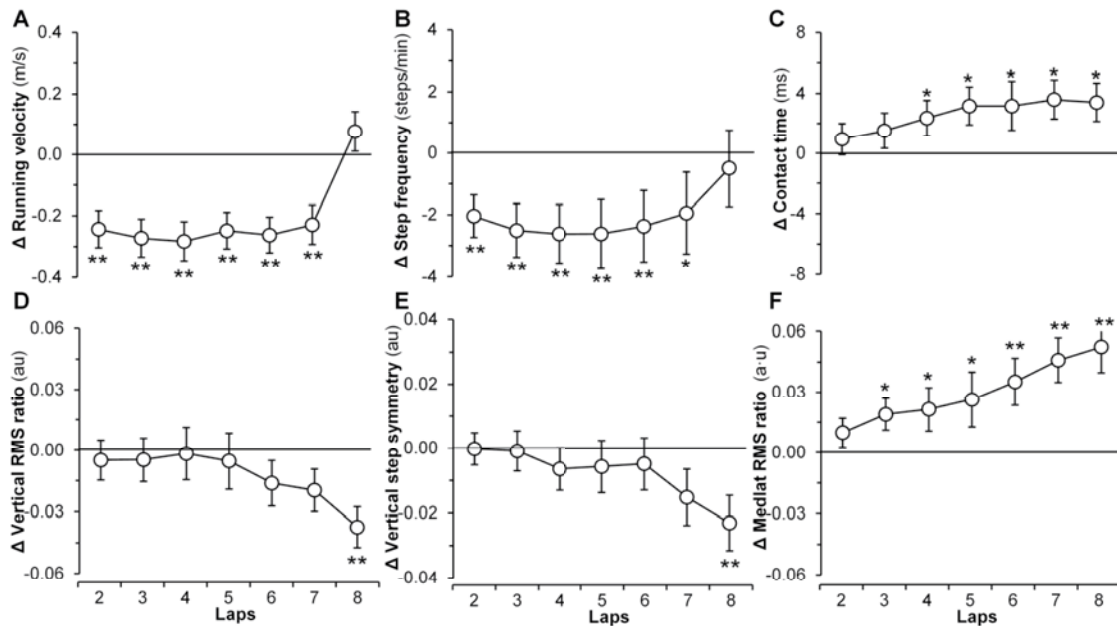 A
Δ Running velocity (m/s)
0.4
0.2
0.0
-0.2
-0.4
** ** ** ** ** **
B
Δ Step frequency (steps/min)
4
2
0
-2
-4
** ** ** ** ** *
C
Δ Contact time (ms)
8
4
0
-4
-8
* * * * *
D
Δ Vertical RMS ratio (au)
0.06
0.03
0.00
-0.03
-0.06
**
2 3 4 5 6 7 8
Laps
E
Δ Vertical step symmetry (au)
0.04
0.02
0.00
-0.02
-0.04
**
2 3 4 5 6 7 8
Laps
F
Δ Medlat RMS ratio (a·u)
0.06
0.03
0.00
-0.03
-0.06
* * * ** ** **
2 3 4 5 6 7 8
Laps